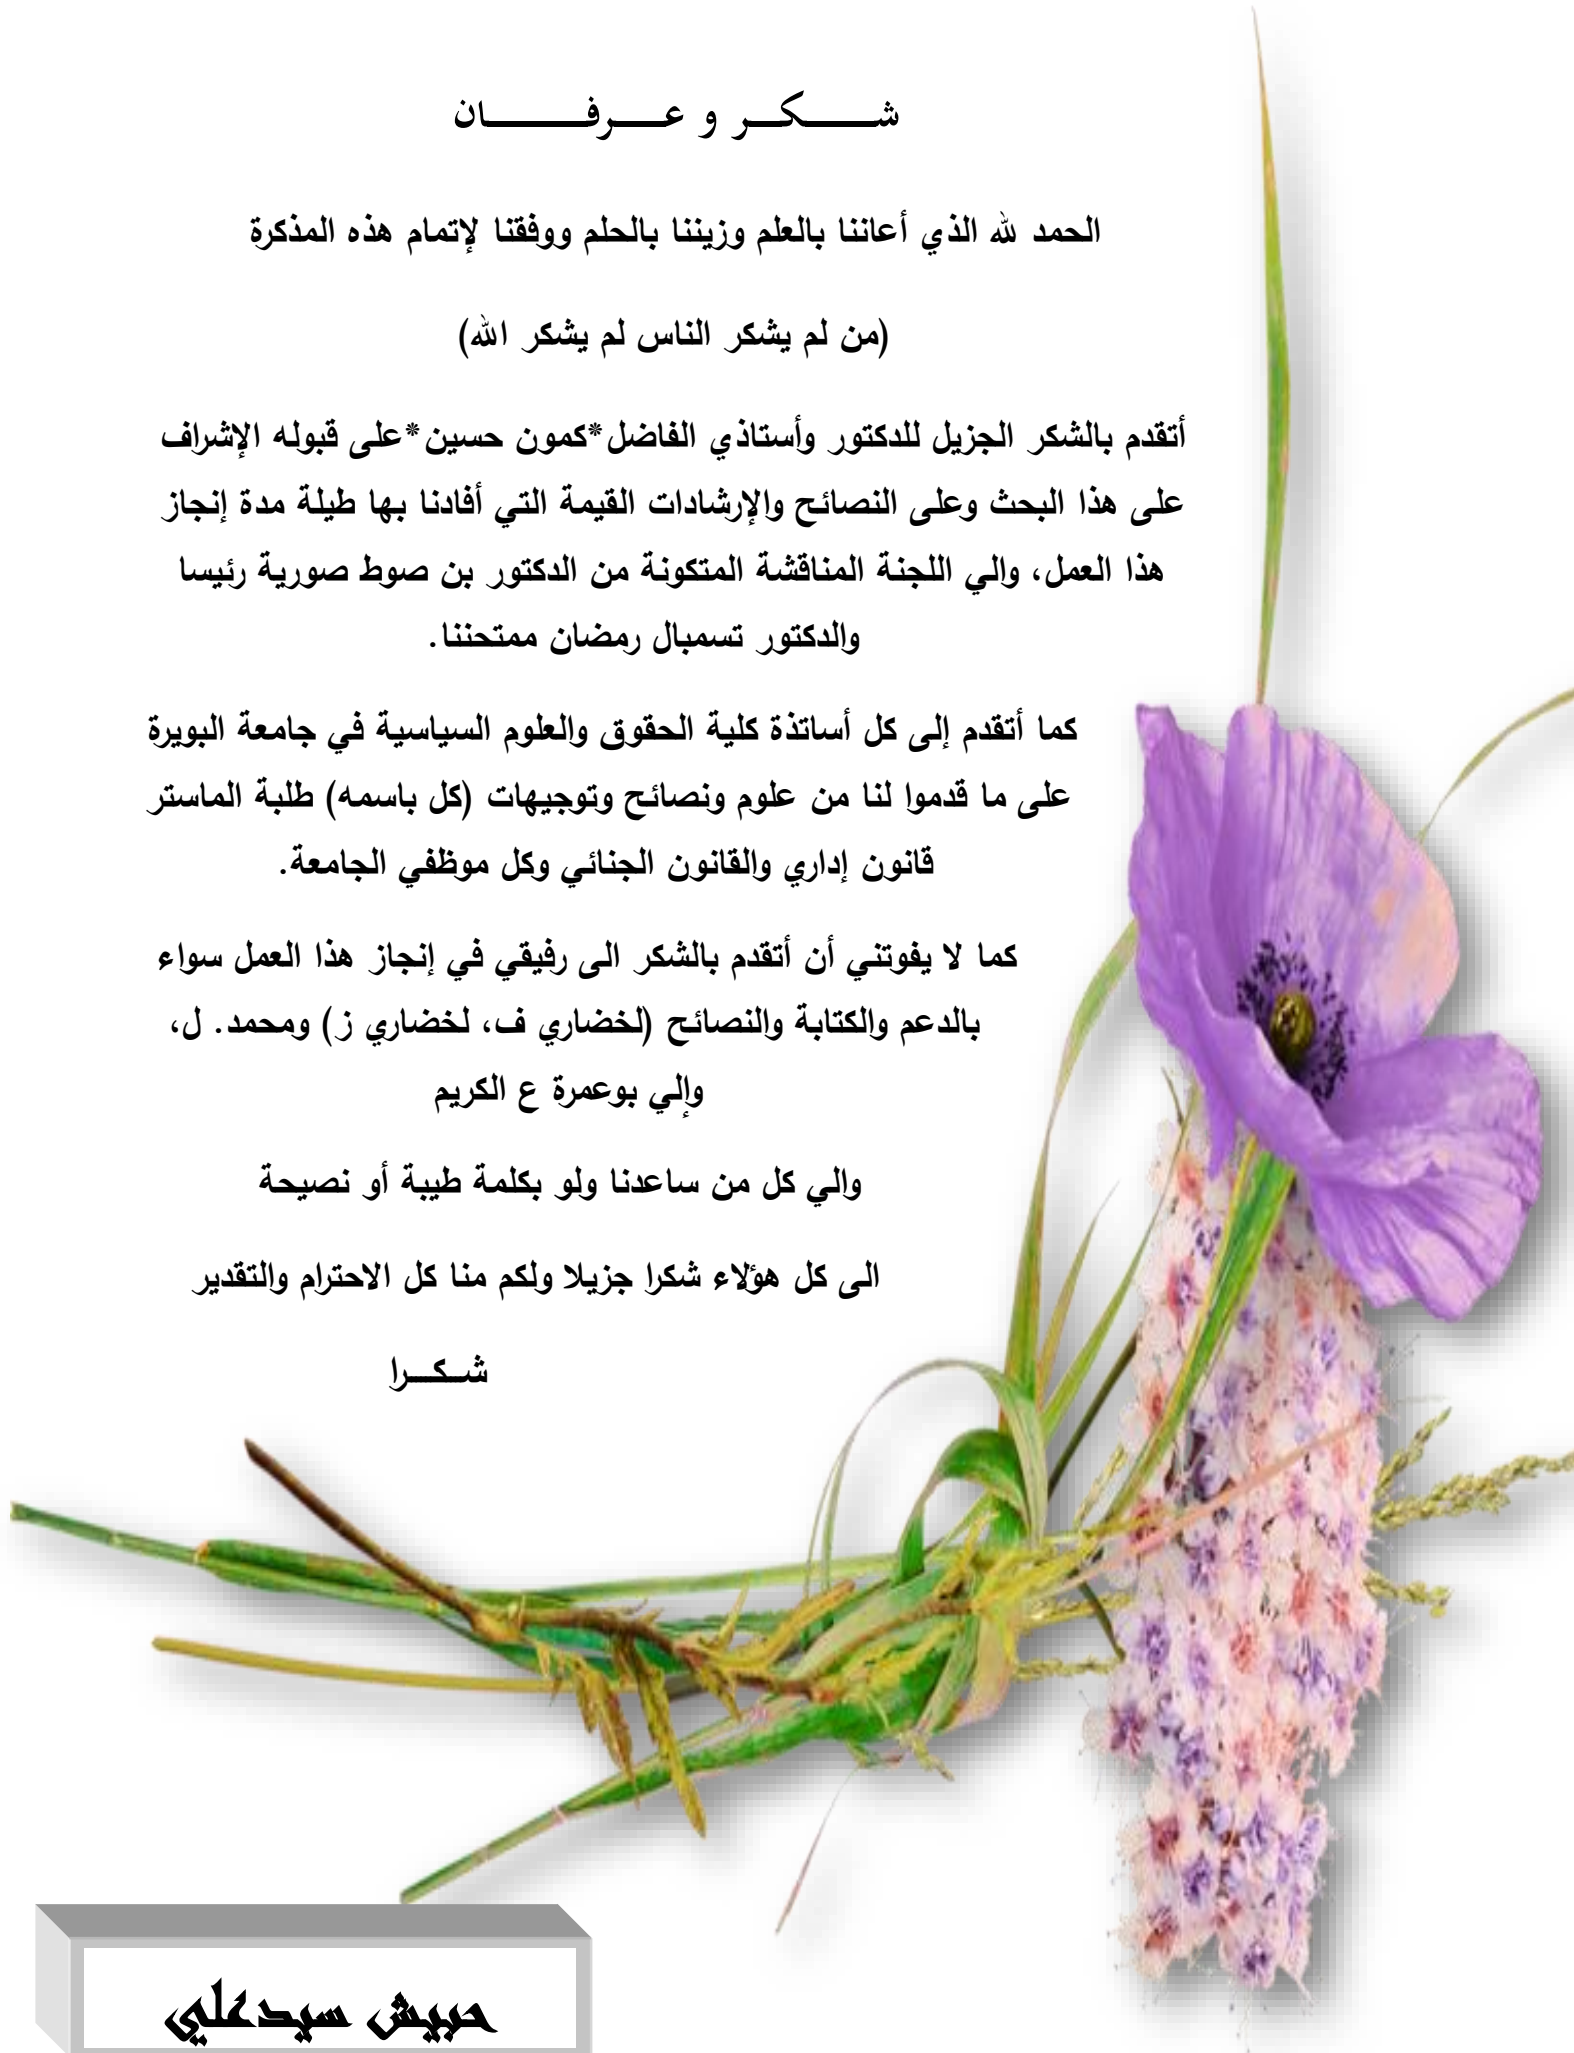 شـــــكـــر و عــــرفـــــــان
الحمد لله الذي أعاننا بالعلم وزيننا بالحلم ووفقنا لإتمام هذه المذكرة
(من لم يشكر الناس لم يشكر الله)
أتقدم بالشكر الجزيل للدكتور وأستاذي الفاضل*كمون حسين*على قبوله الإشراف
على هذا البحث وعلى النصائح والإرشادات القيمة التي أفادنا بها طيلة مدة إنجاز
هذا العمل، والي اللجنة المناقشة المتكونة من الدكتور بن صوط صورية رئيسا
والدكتور تسمبال رمضان ممتحننا.
كما أتقدم إلى كل أساتذة كلية الحقوق والعلوم السياسية في جامعة البويرة
على ما قدموا لنا من علوم ونصائح وتوجيهات (كل باسمه) طلبة الماستر
قانون إداري والقانون الجنائي وكل موظفي الجامعة.
كما لا يفوتني أن أتقدم بالشكر الى رفيقي في إنجاز هذا العمل سواء
بالدعم والكتابة والنصائح (لخضاري ف، لخضاري ز) ومحمد. ل،
وإلي بوعمرة ع الكريم
والي كل من ساعدنا ولو بكلمة طيبة أو نصيحة
الى كل هؤلاء شكرا جزيلا ولكم منا كل الاحترام والتقدير
شــكـــرا
حبيش سيدعلي